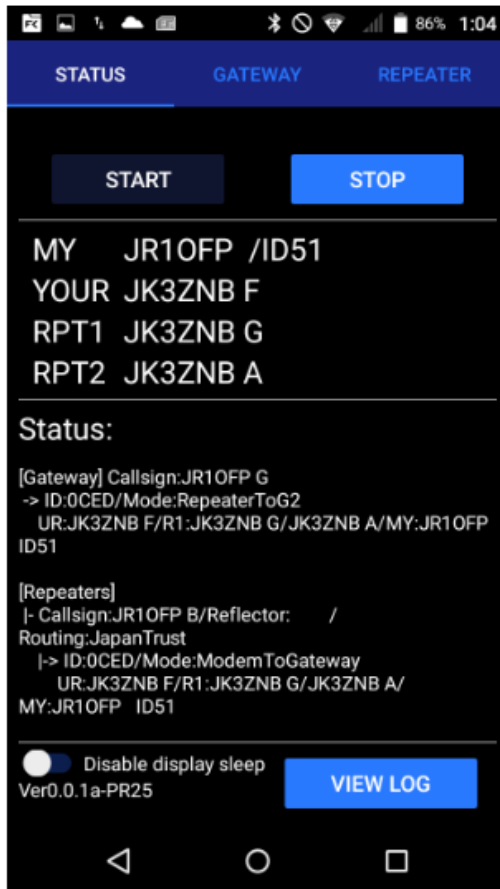 86% 1:04
STATUS GATEWAY REPEATER
START STOP
MY JR1OFP /ID51
YOUR JK3ZNB F
RPT1 JK3ZNB G
RPT2 JK3ZNB A
Status:
[Gateway] Callsign:JR1OFP G
-> ID:0CED/Mode:RepeaterToG2
UR:JK3ZNB F/R1:JK3ZNB G/JK3ZNB A/MY:JR1OFP
ID51
[Repeaters]
|- Callsign:JR1OFP B/Reflector: /
Routing:JapanTrust
|-> ID:0CED/Mode:ModemToGateway
UR:JK3ZNB F/R1:JK3ZNB G/JK3ZNB A/
MY:JR1OFP ID51
Disable display sleep
Ver0.0.1a-PR25
VIEW LOG